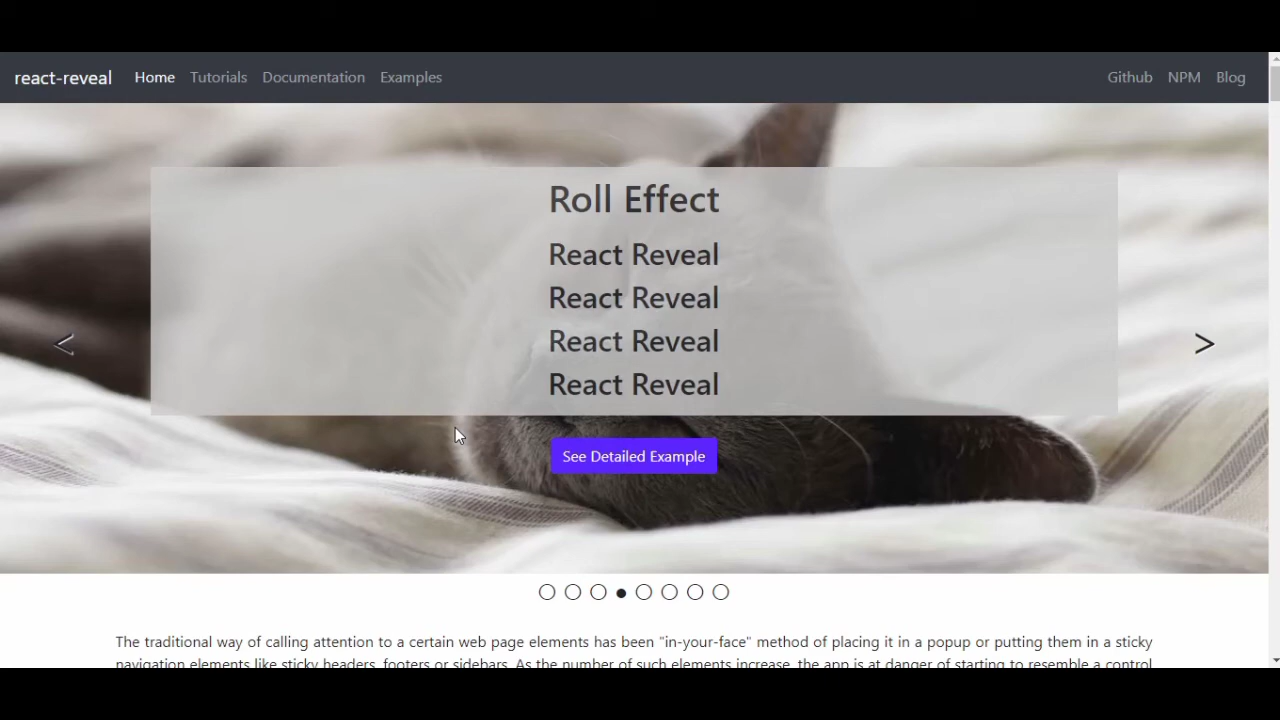 react-reveal Home Tutorials Documentation Examples Github NPM Blog
Roll Effect
React Reveal
React Reveal
React Reveal
React Reveal
< >
See Detailed Example
The traditional way of calling attention to a certain web page elements has been "in-your-face" method of placing it in a popup or putting them in a sticky
navigation elements like sticky headers, footers or sidebars. As the number of such elements increase, the app is at danger of starting to resemble a control